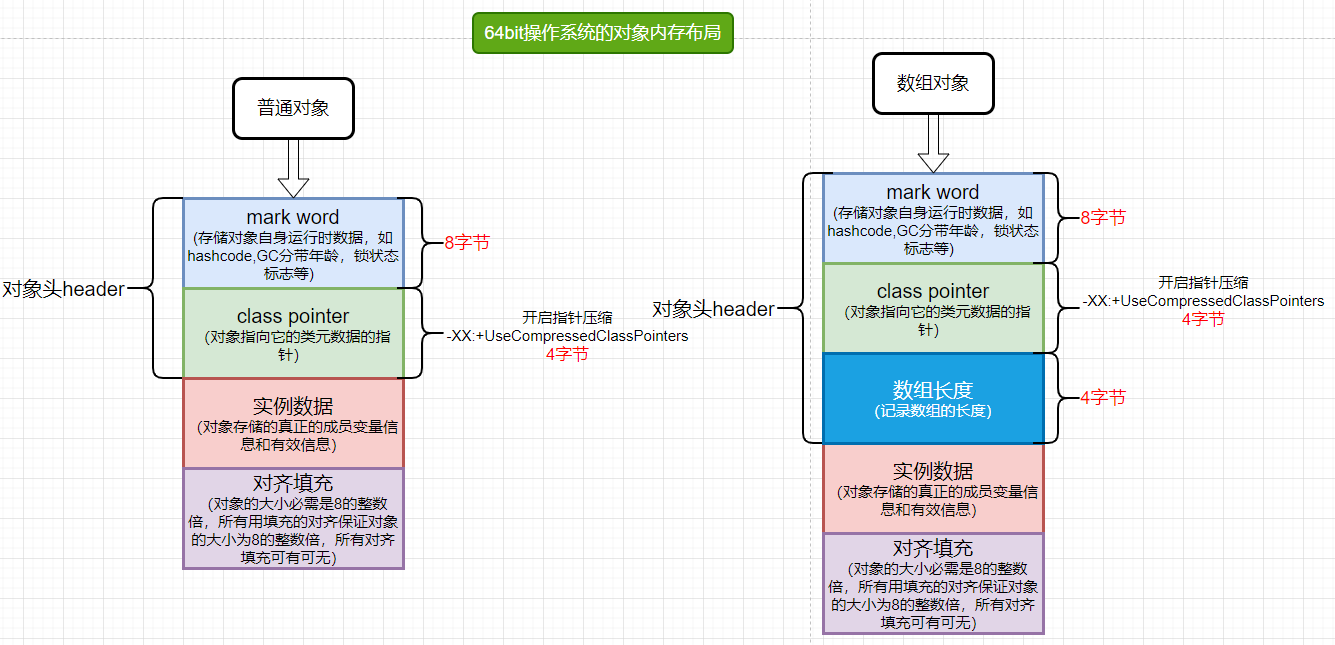 64bit操作系统的对象内存布局
普通对象
mark word
(存储对象自身运行时数据，如
hashcode,GC分带年龄，锁状态
标志等)
8字节
对象头header
class pointer
(对象指向它的类元数据的指
针)
开启指针压缩
-XX:+UseCompressedClassPointers
4字节
实例数据
(对象存储的真正的成员变量信
息和有效信息)
对齐填充
(对象的大小必需是8的整数
倍，所有用填充的对齐保证对象
的大小为8的整数倍，所有对齐
填充可有可无)
数组对象
mark word
(存储对象自身运行时数据，如
hashcode,GC分带年龄，锁状态
标志等)
8字节
对象头header
class pointer
(对象指向它的类元数据的指
针)
开启指针压缩
-XX:+UseCompressedClassPointers
4字节
数组长度
(记录数组的长度)
4字节
实例数据
(对象存储的真正的成员变量信
息和有效信息)
对齐填充
(对象的大小必需是8的整数
倍，所有用填充的对齐保证对象
的大小为8的整数倍，所有对齐
填充可有可无)